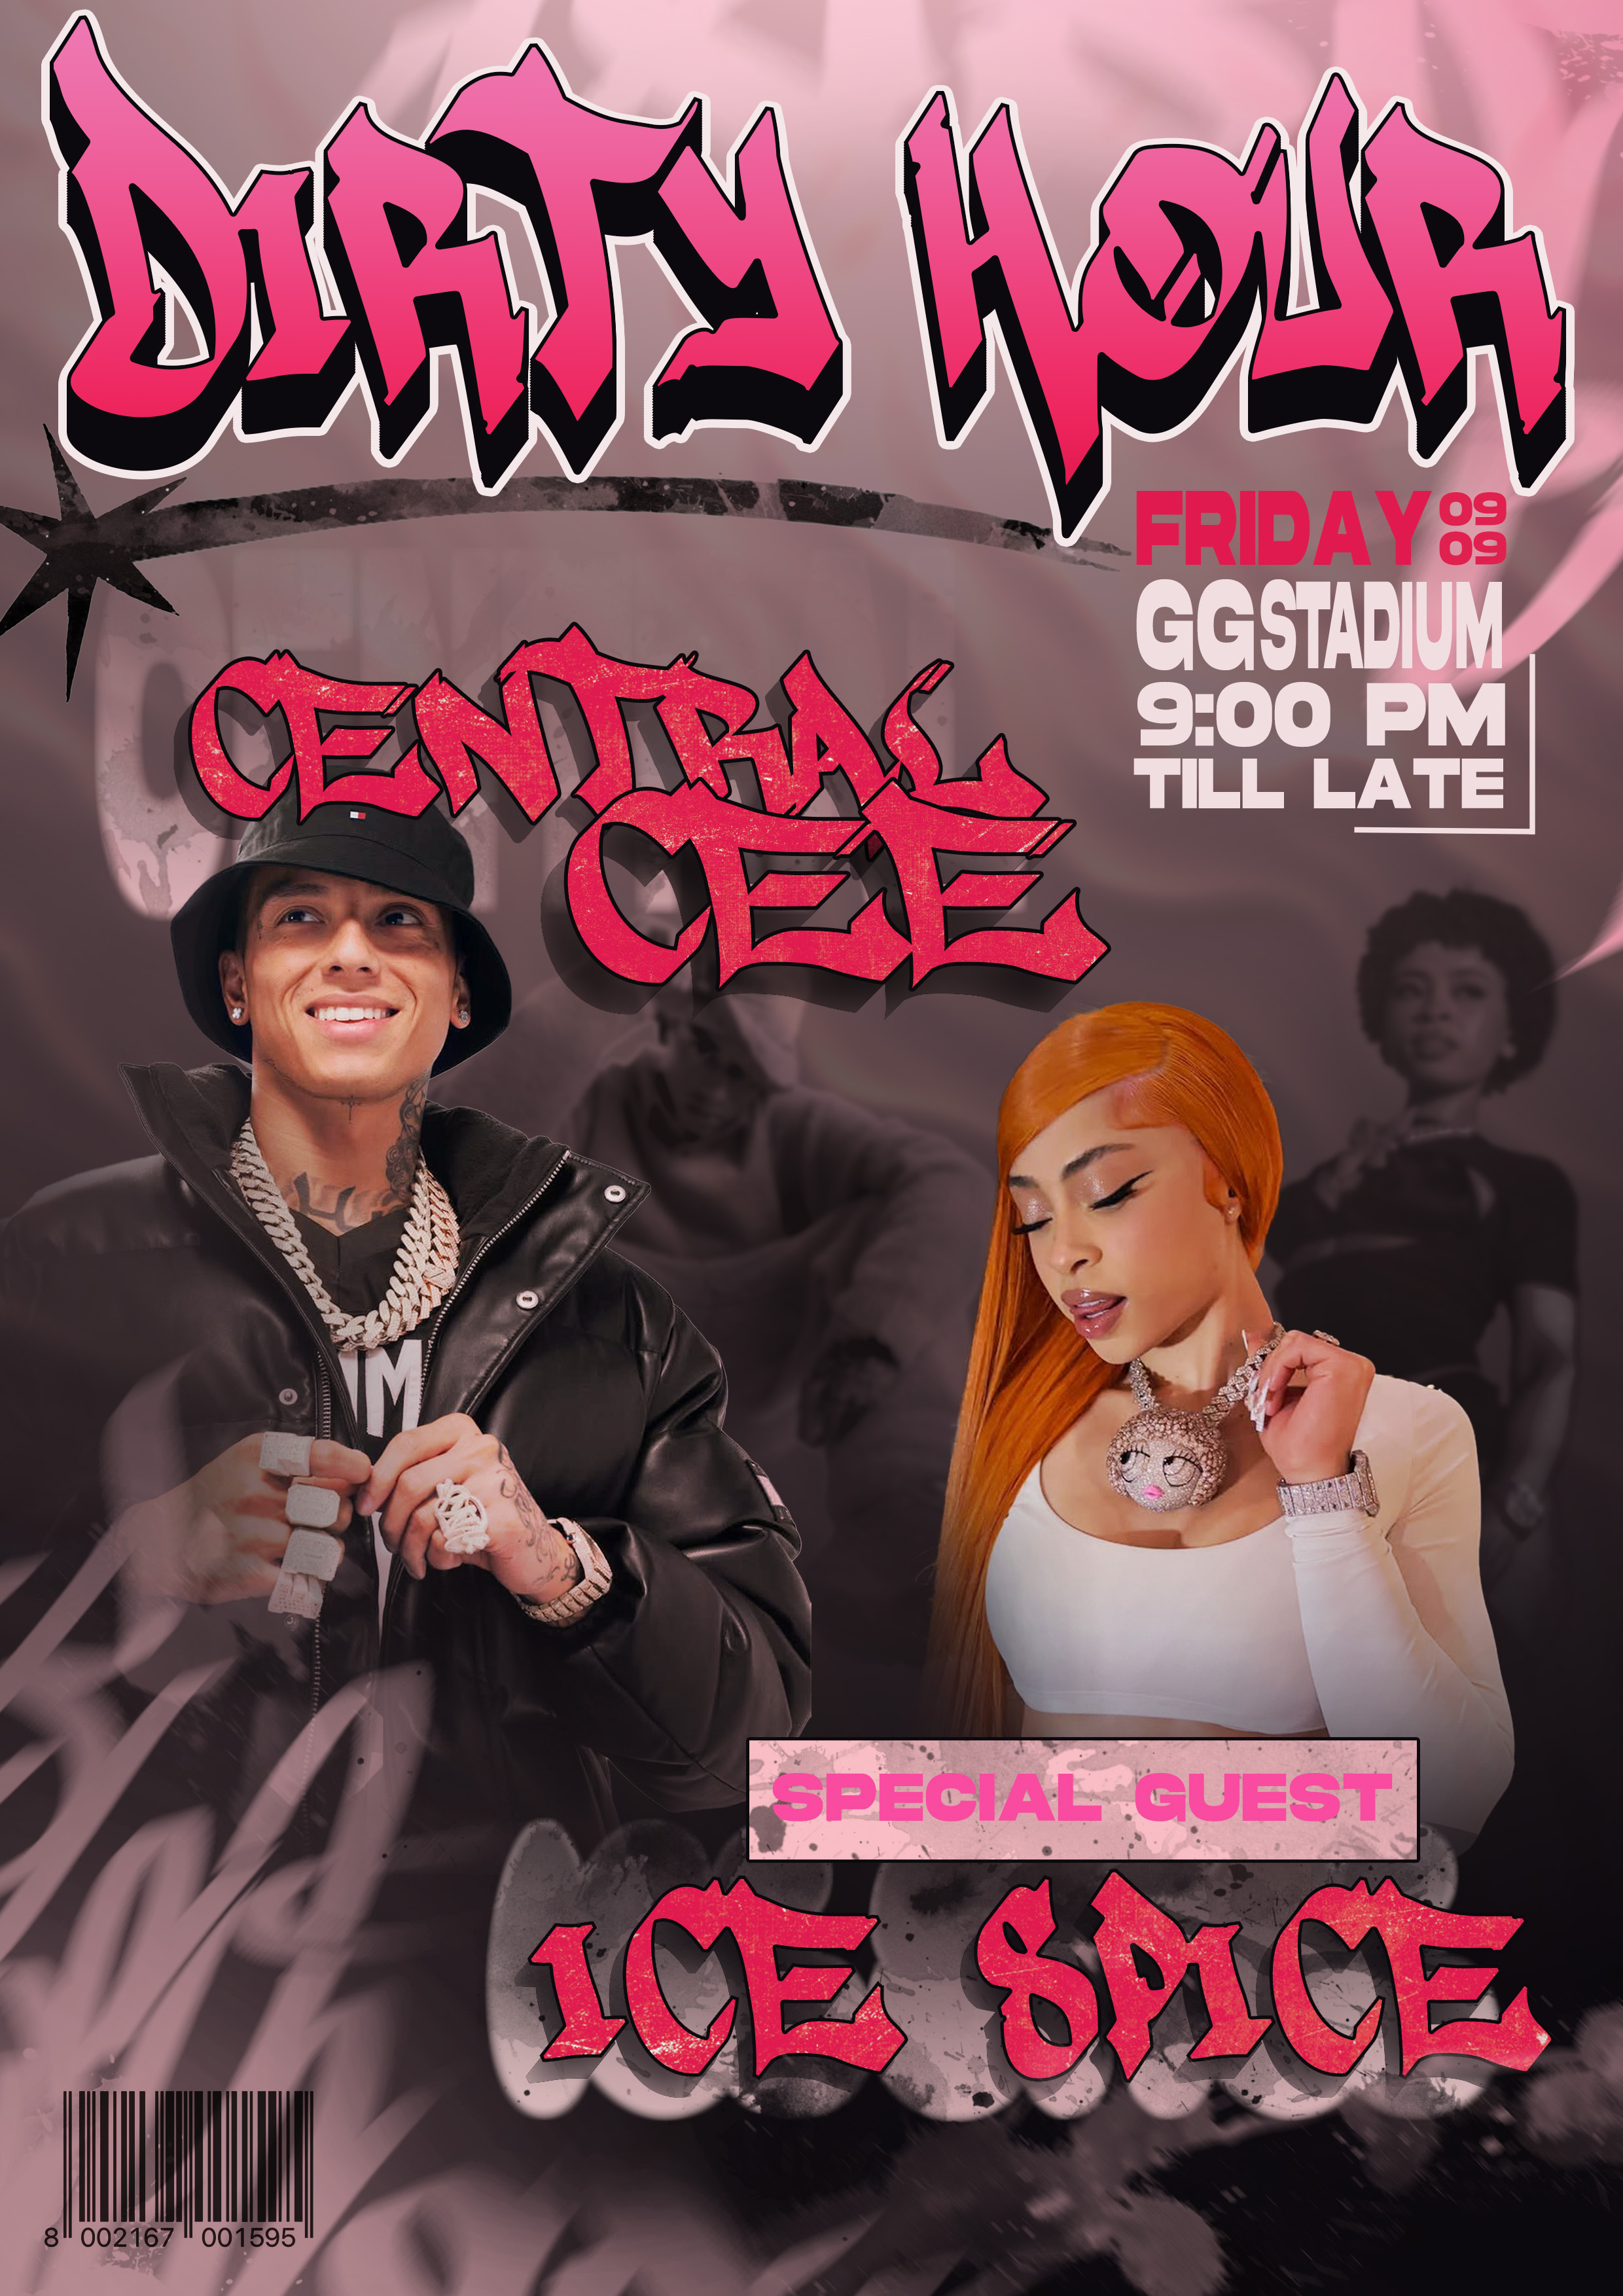 DIRTY HOUR
FRIDAY 09 09
GG STADIUM
9:00 PM
TILL LATE
CENTRAL
CEE
SPECIAL GUEST
ICE SPICE
8 002167 001595